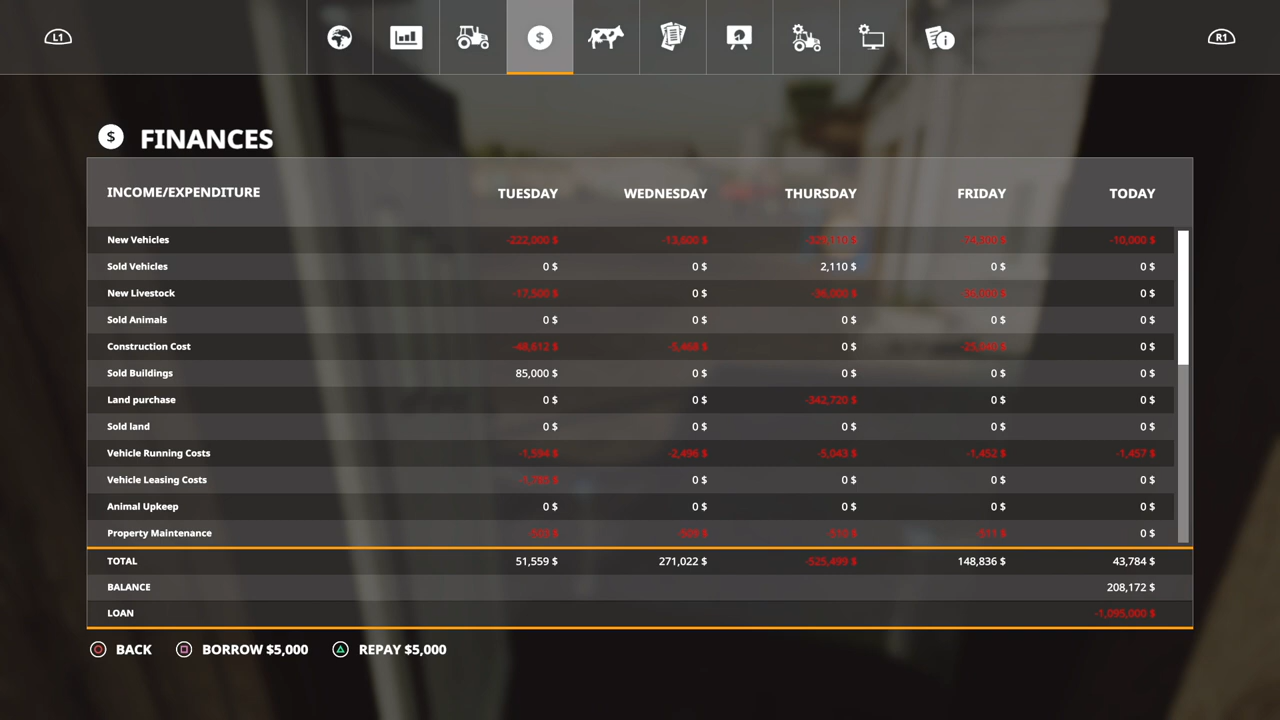 L1 $ R1
$ FINANCES
INCOME/EXPENDITURE TUESDAY WEDNESDAY THURSDAY FRIDAY TODAY
New Vehicles -222,000 $ -13,600 $ -10,000 $
Sold Vehicles 0 $ 0 $ 2,110 $ 0 $ 0 $
New Livestock -17,500 $ 0 $ -36,000 $ 0 $
Sold Animals 0 $ 0 $ 0 $ 0 $ 0 $
Construction Cost -48,612 $ -5,468 $ 0 $ 0 $
Sold Buildings 85,000 $ 0 $ 0 $ 0 $ 0 $
Land purchase 0 $ 0 $ -342,720 $ 0 $ 0 $
Sold land 0 $ 0 $ 0 $ 0 $ 0 $
Vehicle Running Costs -1,594 $ -2,496 $ -5,043 $ -1,452 $ -1,457 $
Vehicle Leasing Costs 0 $ 0 $ 0 $ 0 $
Animal Upkeep 0 $ 0 $ 0 $ 0 $ 0 $
Property Maintenance 0 $
TOTAL 51,559 $ 271,022 $ -525,499 $ 148,836 $ 43,784 $
BALANCE 208,172 $
LOAN -1,095,000 $
BACK BORROW $5,000 REPAY $5,000